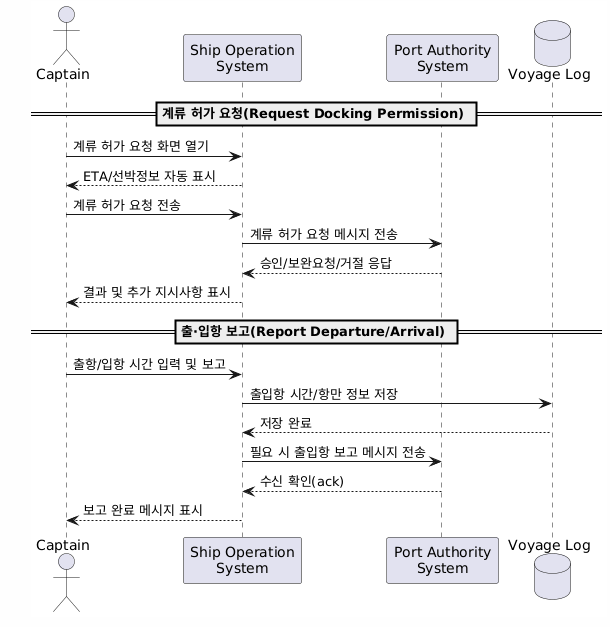 Captain
Ship Operation
System
Port Authority
System
Voyage Log
계류 허가 요청(Request Docking Permission)
계류 허가 요청 화면 열기
ETA/선박정보 자동 표시
계류 허가 요청 전송
계류 허가 요청 메시지 전송
승인/보완요청/거절 응답
결과 및 추가 지시사항 표시
출·입항 보고(Report Departure/Arrival)
출항/입항 시간 입력 및 보고
출입항 시간/항만 정보 저장
저장 완료
필요 시 출입항 보고 메시지 전송
수신 확인(ack)
보고 완료 메시지 표시
Captain
Ship Operation
System
Port Authority
System
Voyage Log